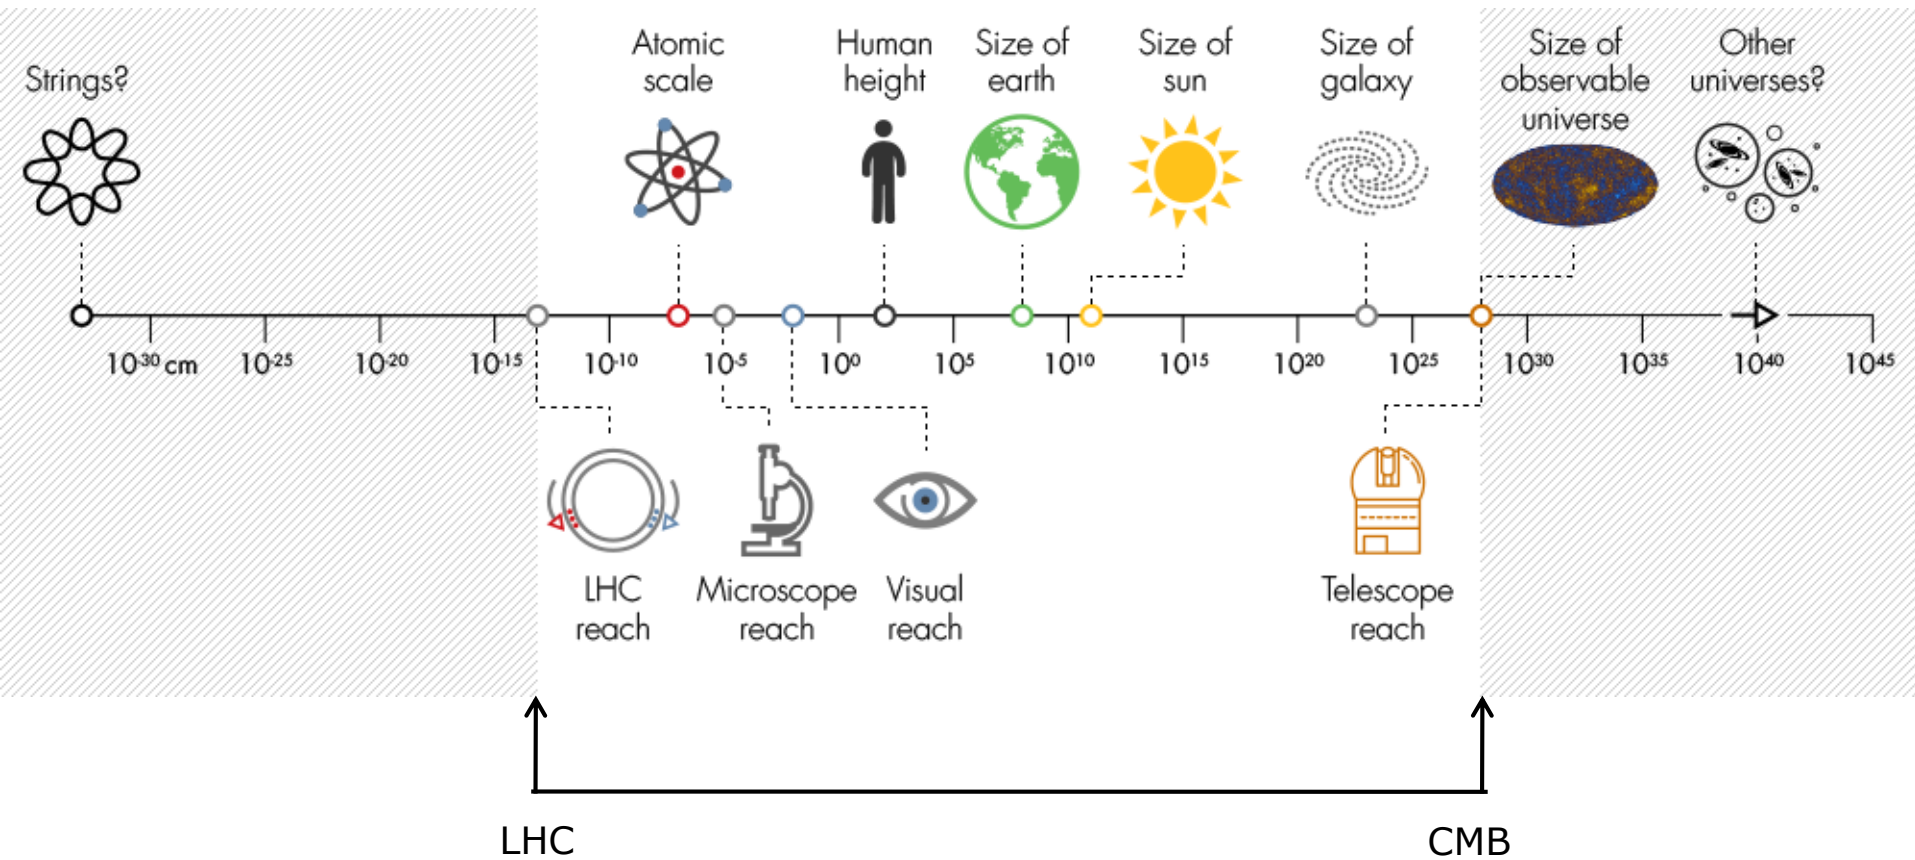 Strings?
Atomic
scale
Human
height
Size of
earth
Size of
sun
Size of
galaxy
Size of
observable
universe
Other
universes?
10⁻³⁰ cm
10⁻²⁵
10⁻²⁰
10⁻¹⁵
10⁻¹⁰
10⁻⁵
10⁰
10⁵
10¹⁰
10¹⁵
10²⁰
10²⁵
10³⁰
10³⁵
10⁴⁰
10⁴⁵
LHC
reach
Microscope
reach
Visual
reach
Telescope
reach
LHC
CMB